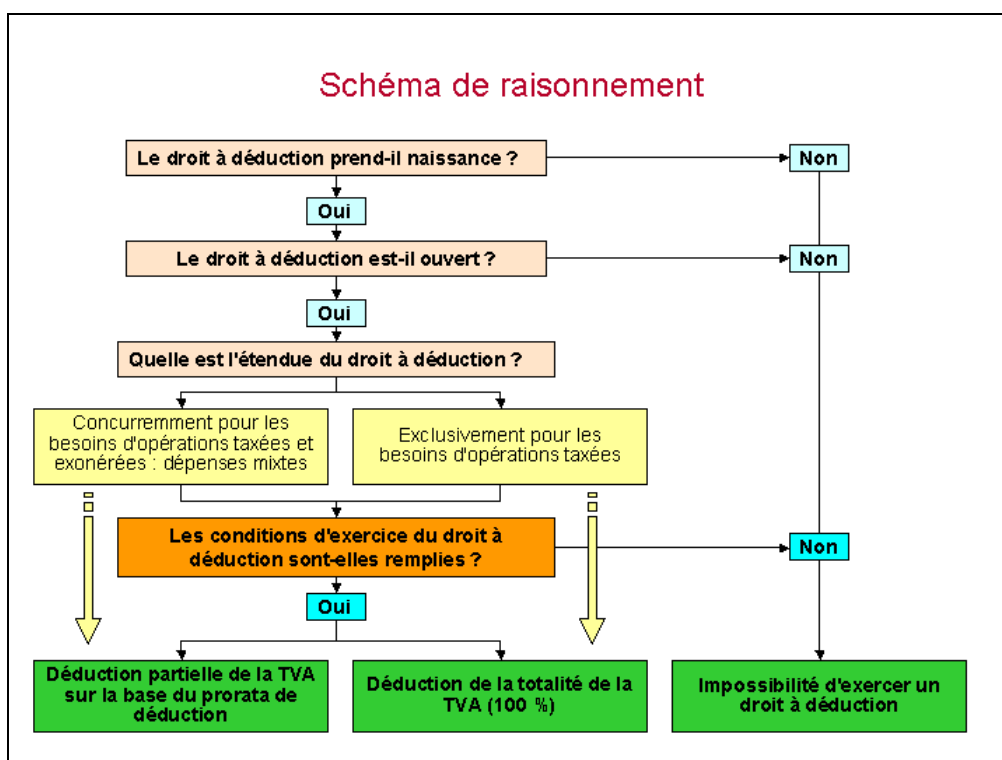 Schéma de raisonnement
Le droit à déduction prend-il naissance ?
Non
Oui
Le droit à déduction est-il ouvert ?
Non
Oui
Quelle est l'étendue du droit à déduction ?
Concurremment pour les
besoins d'opérations taxées et
exonérées : dépenses mixtes
Exclusivement pour les
besoins d'opérations taxées
Les conditions d'exercice du droit à
déduction sont-elles remplies ?
Non
Oui
Déduction partielle de la TVA
sur la base du prorata de
déduction
Déduction de la totalité de la
TVA (100 %)
Impossibilité d'exercer un
droit à déduction